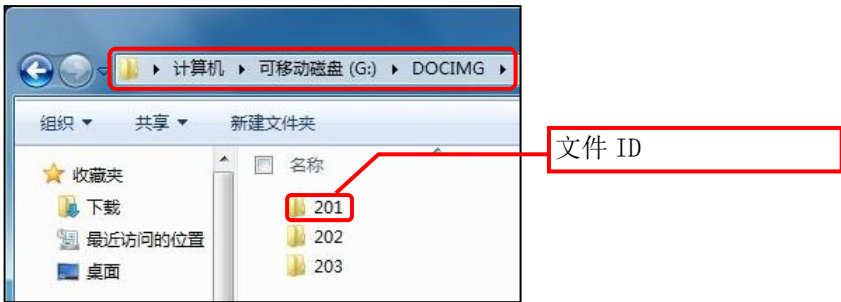 计算机 ▸ 可移动磁盘 (G:) ▸ DOCIMG ▸
组织 ▼ 共享 ▼ 新建文件夹
文件 ID
收藏夹
名称
下载
201
最近访问的位置
202
桌面
203